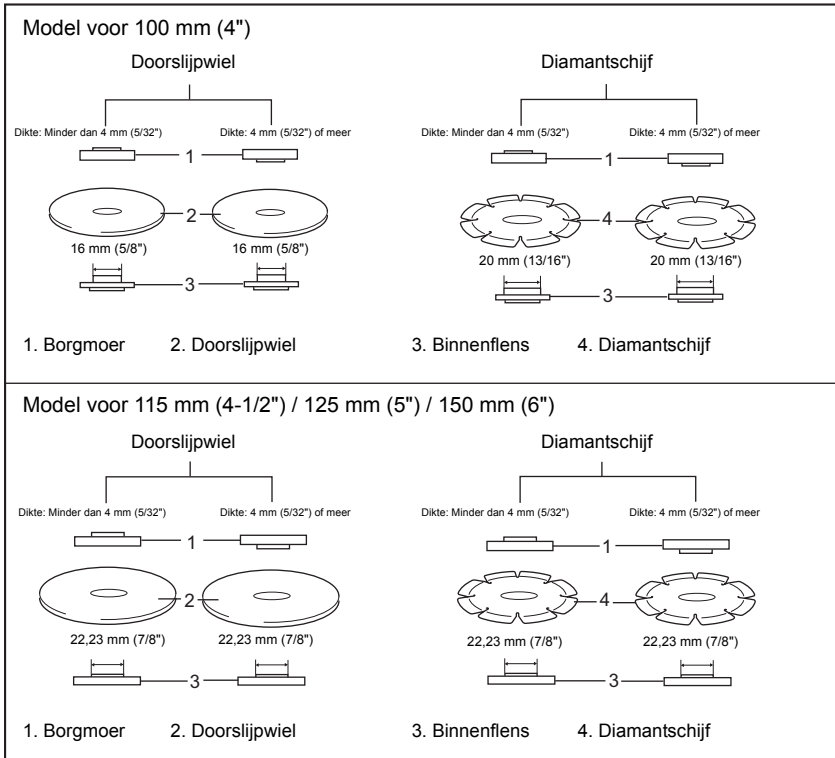 Model voor 100 mm (4")
Doorslijpwiel
Diamantschijf
Dikte: Minder dan 4 mm (5/32")
Dikte: 4 mm (5/32") of meer
Dikte: Minder dan 4 mm (5/32")
Dikte: 4 mm (5/32") of meer
1
1
2
4
16 mm (5/8")
16 mm (5/8")
20 mm (13/16")
20 mm (13/16")
3
3
1. Borgmoer
2. Doorslijpwiel
3. Binnenflens
4. Diamantschijf
Model voor 115 mm (4-1/2") / 125 mm (5") / 150 mm (6")
Doorslijpwiel
Diamantschijf
Dikte: Minder dan 4 mm (5/32")
Dikte: 4 mm (5/32") of meer
Dikte: Minder dan 4 mm (5/32")
Dikte: 4 mm (5/32") of meer
1
1
2
4
22,23 mm (7/8")
22,23 mm (7/8")
22,23 mm (7/8")
22,23 mm (7/8")
3
3
1. Borgmoer
2. Doorslijpwiel
3. Binnenflens
4. Diamantschijf